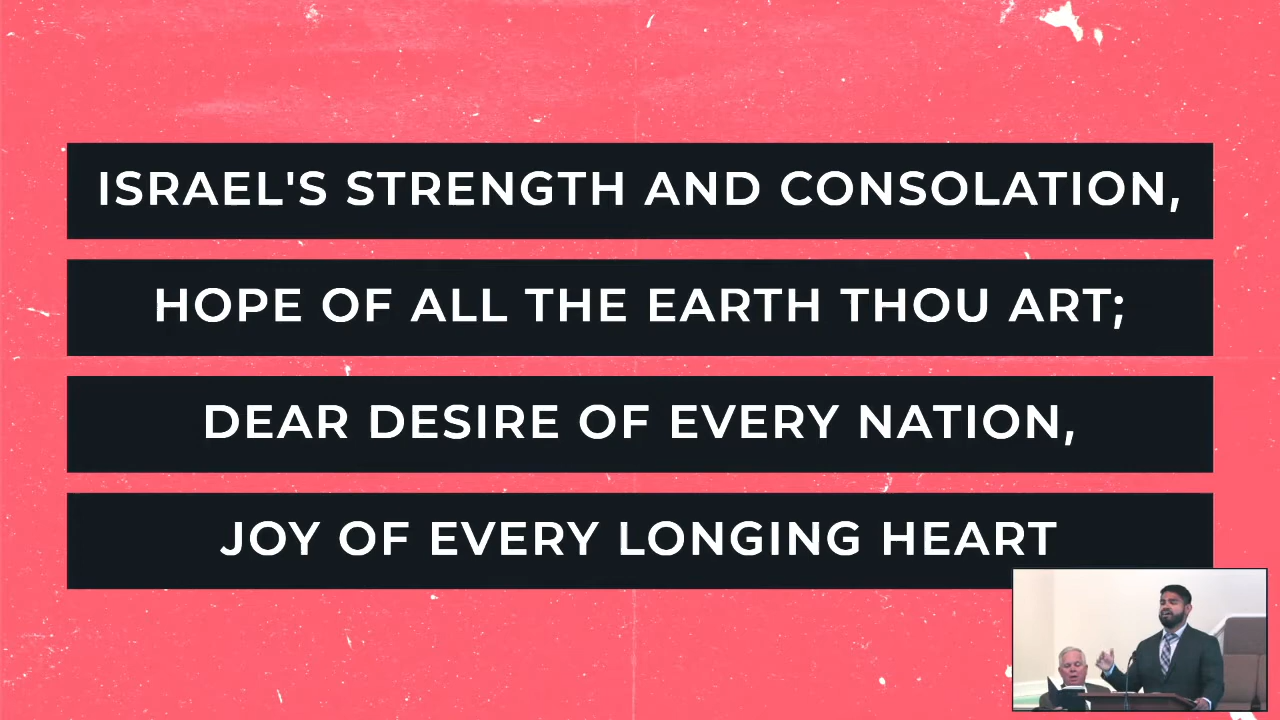 ISRAEL'S STRENGTH AND CONSOLATION,
HOPE OF ALL THE EARTH THOU ART;
DEAR DESIRE OF EVERY NATION,
JOY OF EVERY LONGING HEART